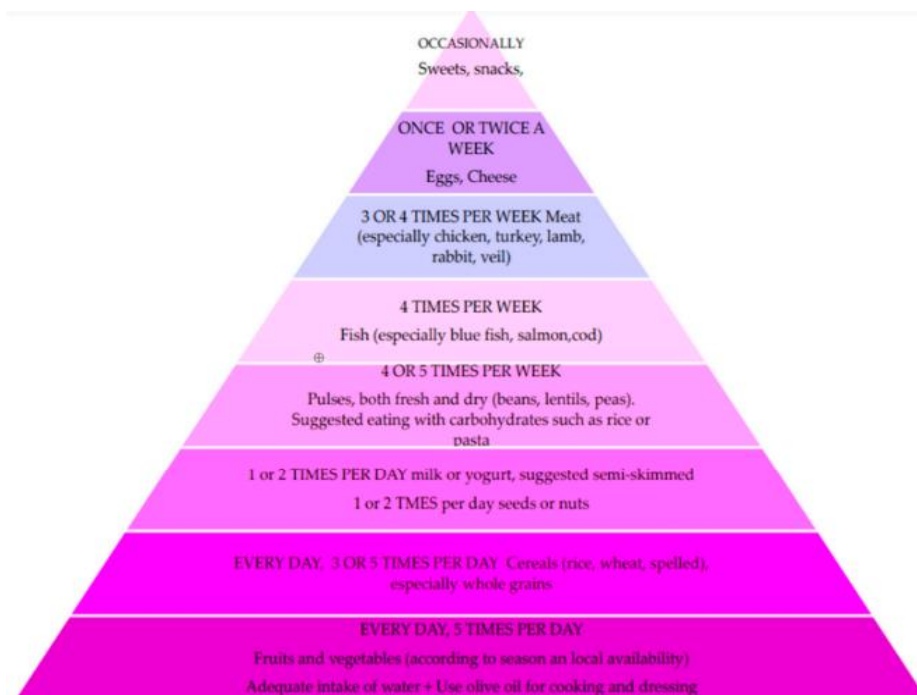 OCCASIONALLY
Sweets, snacks,
ONCE OR TWICE A
WEEK
Eggs, Cheese
3 OR 4 TIMES PER WEEK Meat
(especially chicken, turkey, lamb,
rabbit, veil)
4 TIMES PER WEEK
Fish (especially blue fish, salmon,cod)
4 OR 5 TIMES PER WEEK
Pulses, both fresh and dry (beans, lentils, peas).
Suggested eating with carbohydrates such as rice or
pasta
1 or 2 TIMES PER DAY milk or yogurt, suggested semi-skimmed
1 or 2 TMES per day seeds or nuts
EVERY DAY, 3 OR 5 TIMES PER DAY Cereals (rice, wheat, spelled),
especially whole grains
EVERY DAY, 5 TIMES PER DAY
Fruits and vegetables (according to season an local availability)
Adequate intake of water + Use olive oil for cooking and dressing